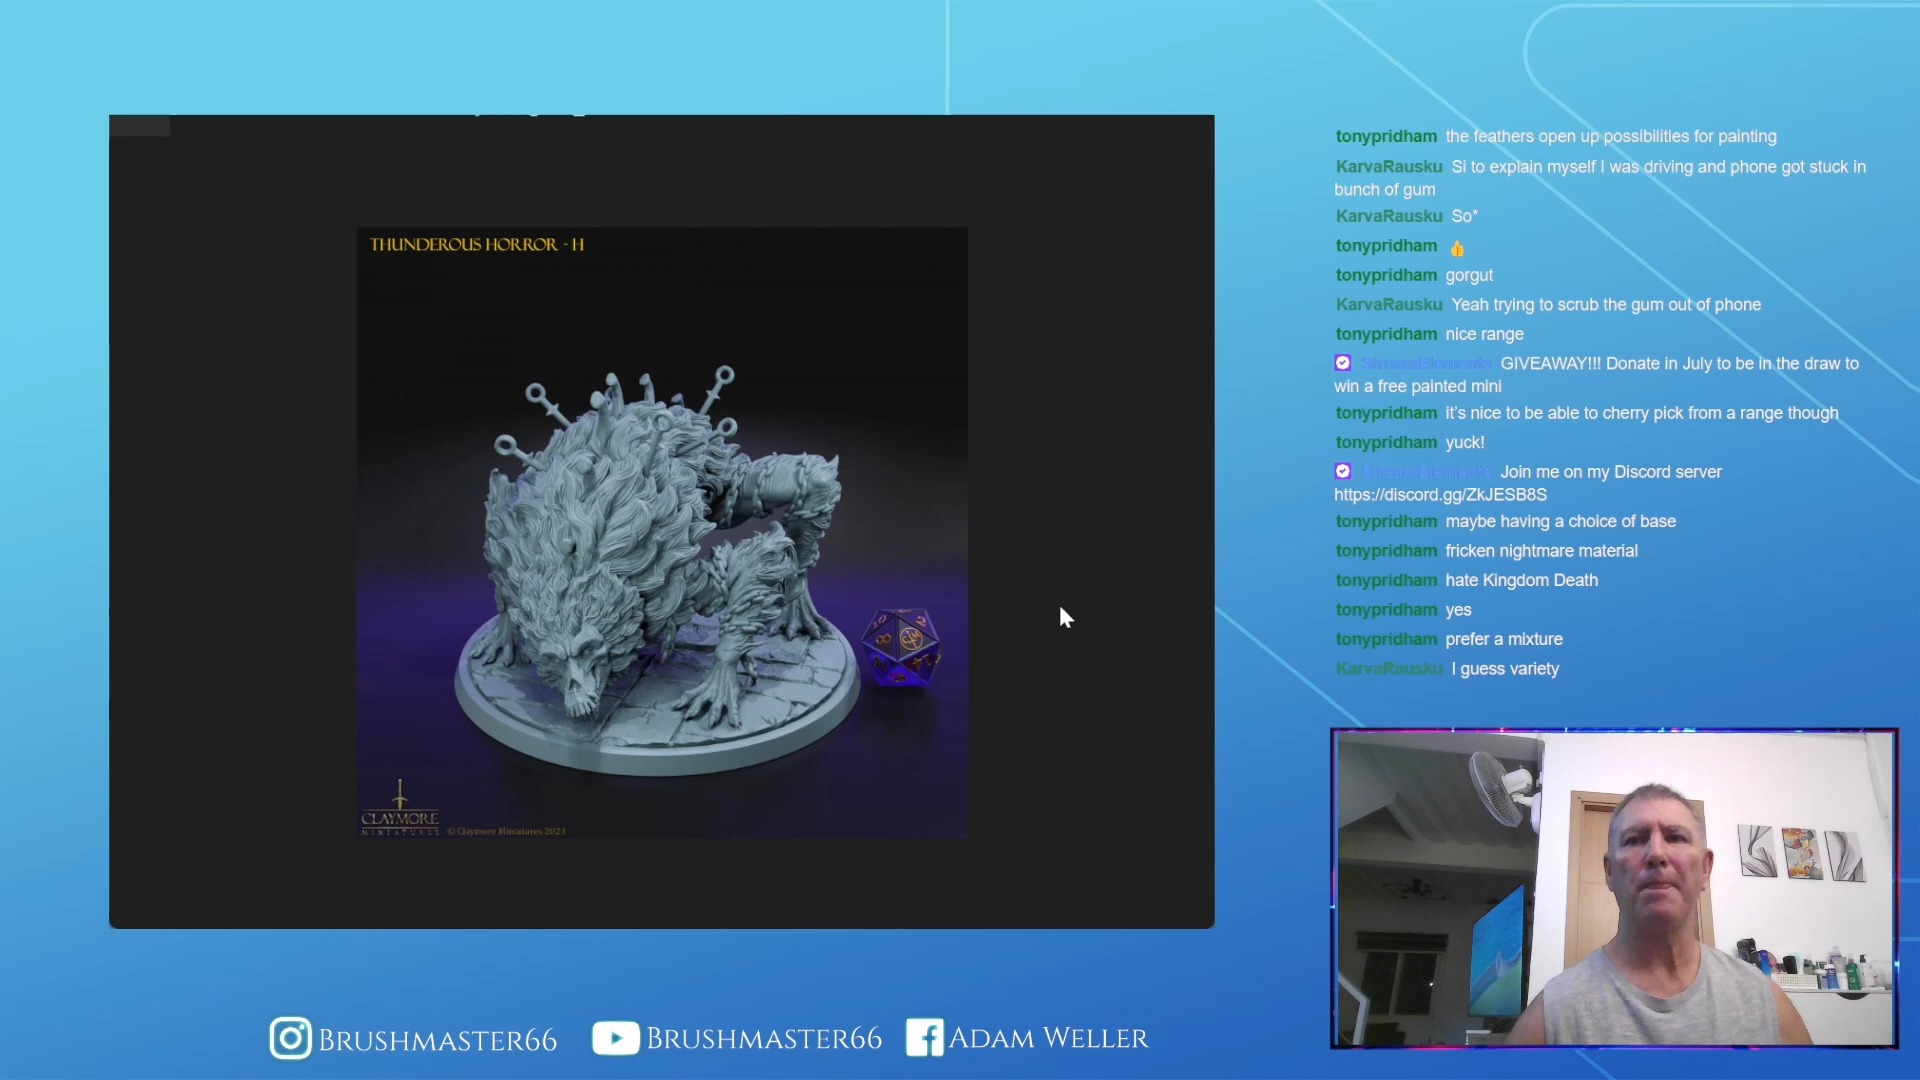 THUNDEROUS HORROR - H
CLAYMORE
MINIATURES
© Claymore Miniatures 2023
tonypridham the feathers open up possibilities for painting
KarvaRausku Si to explain myself I was driving and phone got stuck in
bunch of gum
KarvaRausku So*
tonypridham 👍
tonypridham gorgut
KarvaRausku Yeah trying to scrub the gum out of phone
tonypridham nice range
StreamElements GIVEAWAY!!! Donate in July to be in the draw to
win a free painted mini
tonypridham it's nice to be able to cherry pick from a range though
tonypridham yuck!
StreamElements Join me on my Discord server
https://discord.gg/ZkJESB8S
tonypridham maybe having a choice of base
tonypridham fricken nightmare material
tonypridham hate Kingdom Death
tonypridham yes
tonypridham prefer a mixture
KarvaRausku I guess variety
BRUSHMASTER66 BRUSHMASTER66 ADAM WELLER